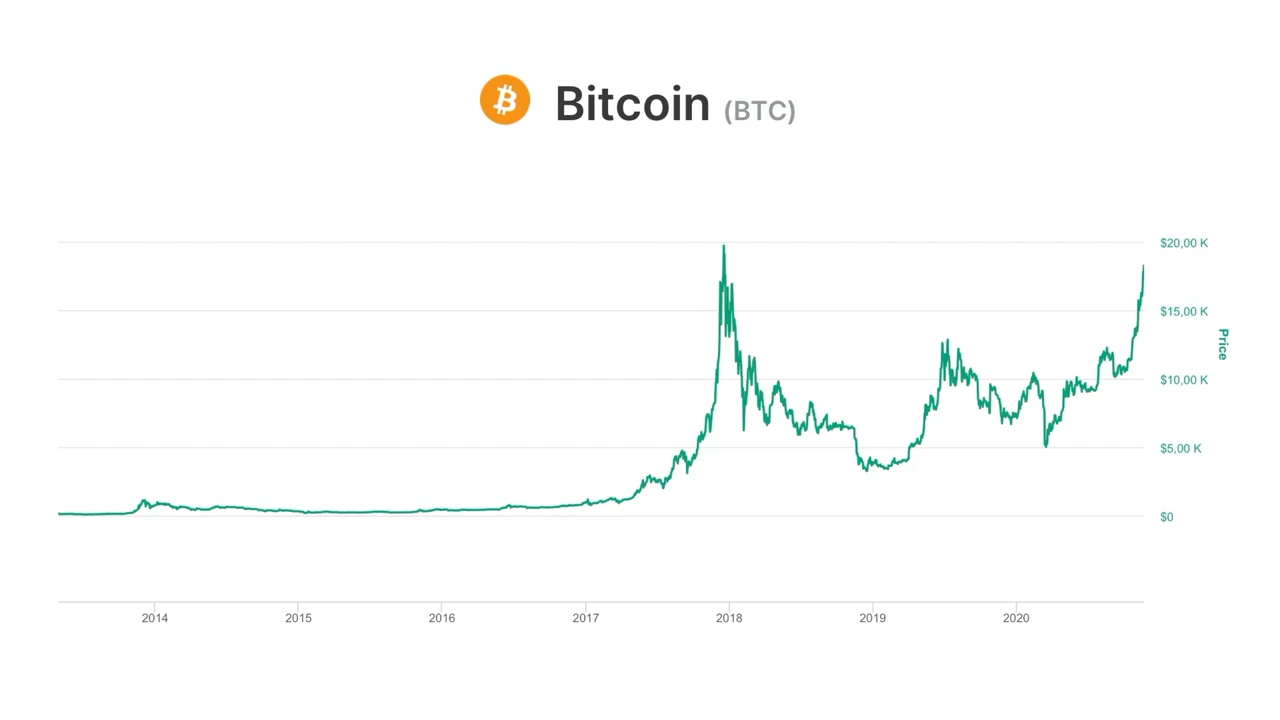 Bitcoin (BTC)
$20,00 K
$15,00 K
$10,00 K
$5,00 K
$0
Price
2014 2015 2016 2017 2018 2019 2020